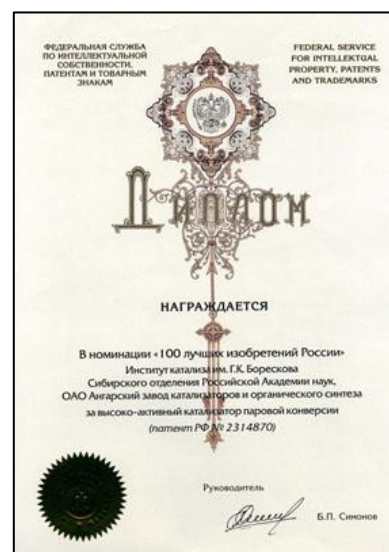 ФЕДЕРАЛЬНАЯ СЛУЖБА
ПО ИНТЕЛЛЕКТУАЛЬНОЙ
СОБСТВЕННОСТИ,
ПАТЕНТАМ И ТОВАРНЫМ
ЗНАКАМ
FEDERAL SERVICE
FOR INTELLEKTUAL
PROPERTY, PATENTS
AND TRADEMARKS
Диплом
НАГРАЖДАЕТСЯ
В номинации «100 лучших изобретений России»
Институт катализа им. Г.К. Борескова
Сибирского отделения Российской Академии наук,
ОАО Ангарский завод катализаторов и органического синтеза
за высоко-активный катализатор паровой конверсии
(патент РФ № 2314870)
Руководитель
Б.П. Симонов